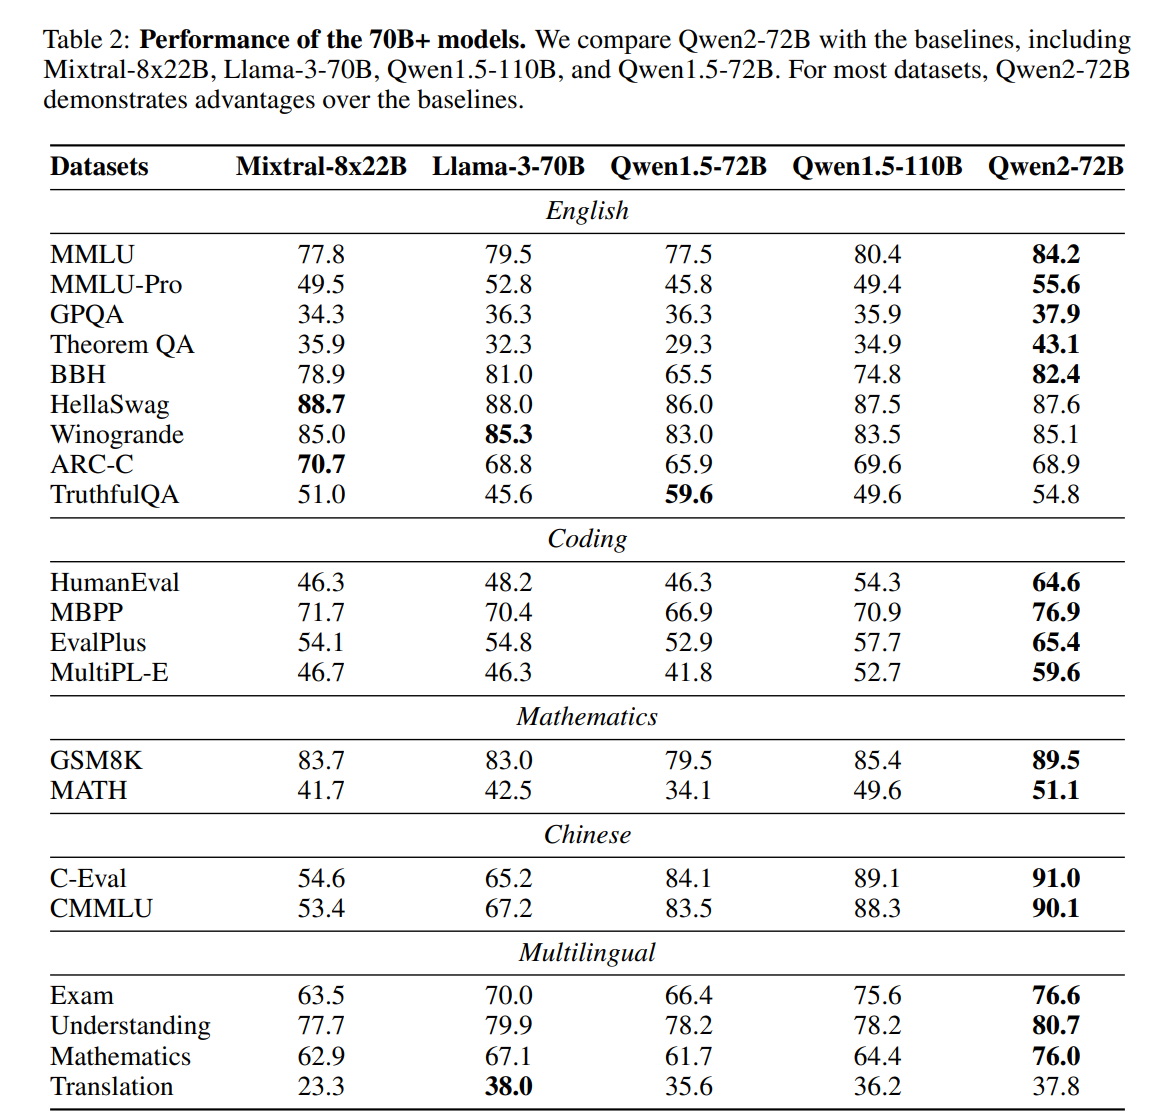 Table 2: Performance of the 70B+ models. We compare Qwen2-72B with the baselines, including
Mixtral-8x22B, Llama-3-70B, Qwen1.5-110B, and Qwen1.5-72B. For most datasets, Qwen2-72B
demonstrates advantages over the baselines.
Datasets Mixtral-8x22B Llama-3-70B Qwen1.5-72B Qwen1.5-110B Qwen2-72B
English
MMLU 77.8 79.5 77.5 80.4 84.2
MMLU-Pro 49.5 52.8 45.8 49.4 55.6
GPQA 34.3 36.3 36.3 35.9 37.9
Theorem QA 35.9 32.3 29.3 34.9 43.1
BBH 78.9 81.0 65.5 74.8 82.4
HellaSwag 88.7 88.0 86.0 87.5 87.6
Winogrande 85.0 85.3 83.0 83.5 85.1
ARC-C 70.7 68.8 65.9 69.6 68.9
TruthfulQA 51.0 45.6 59.6 49.6 54.8
Coding
HumanEval 46.3 48.2 46.3 54.3 64.6
MBPP 71.7 70.4 66.9 70.9 76.9
EvalPlus 54.1 54.8 52.9 57.7 65.4
MultiPL-E 46.7 46.3 41.8 52.7 59.6
Mathematics
GSM8K 83.7 83.0 79.5 85.4 89.5
MATH 41.7 42.5 34.1 49.6 51.1
Chinese
C-Eval 54.6 65.2 84.1 89.1 91.0
CMMLU 53.4 67.2 83.5 88.3 90.1
Multilingual
Exam 63.5 70.0 66.4 75.6 76.6
Understanding 77.7 79.9 78.2 78.2 80.7
Mathematics 62.9 67.1 61.7 64.4 76.0
Translation 23.3 38.0 35.6 36.2 37.8